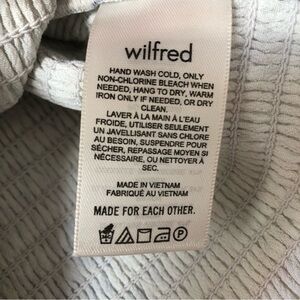 wilfred
HAND WASH COLD, ONLY
NON-CHLORINE BLEACH WHEN
NEEDED, HANG TO DRY, WARM
IRON ONLY IF NEEDED, OR DRY
CLEAN.
LAVER À LA MAIN À L'EAU
FROIDE, UTILISER SEULEMENT
UN JAVELLISANT SANS CHLORE
AU BESOIN, SUSPENDRE POUR
SÉCHER, REPASSAGE MOYEN SI
NÉCESSAIRE, OU NETTOYER À
SEC.
MADE IN VIETNAM
FABRIQUÉ AU VIETNAM
MADE FOR EACH OTHER.
P